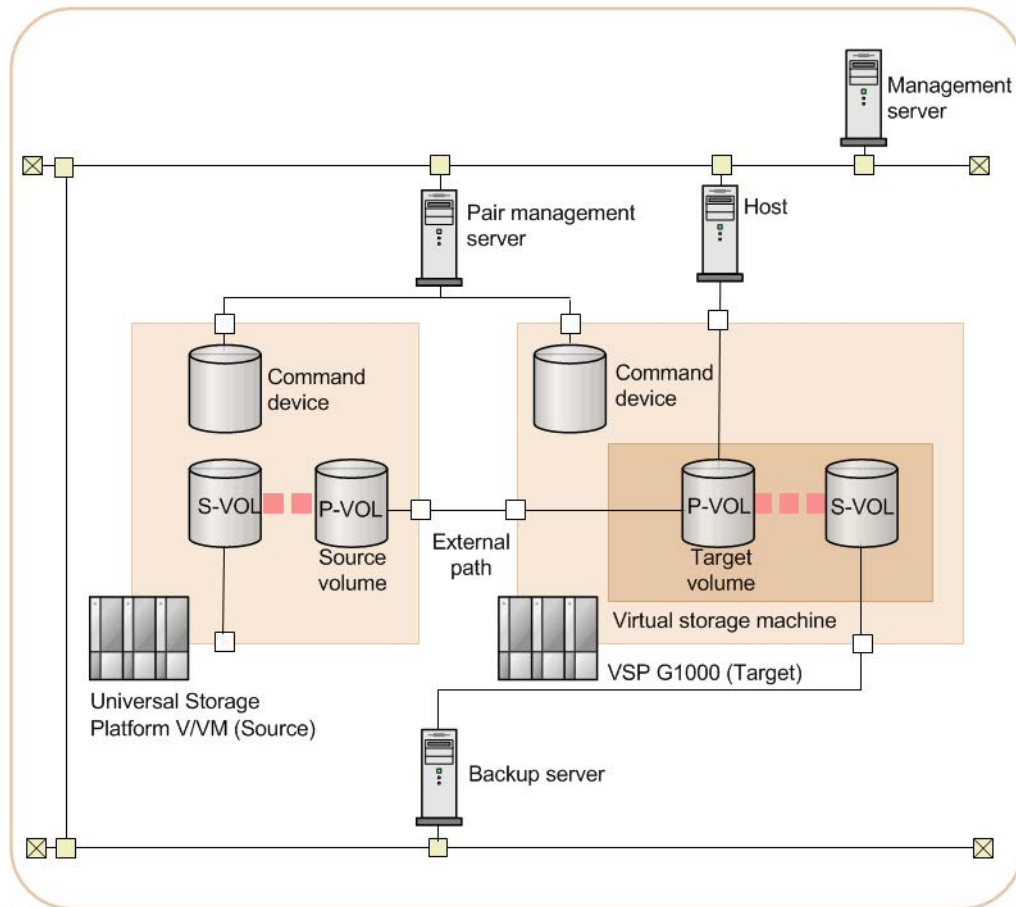 Management
server
Pair management
server
Host
Command
device
Command
device
S-VOL
P-VOL
P-VOL
S-VOL
Source
volume
External
path
Target
volume
Virtual storage machine
Universal Storage
Platform V/VM (Source)
VSP G1000 (Target)
Backup server